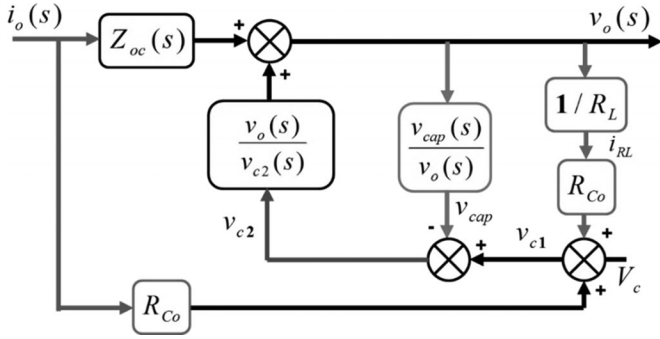 i_o(s)
Z_oc(s)
+
+
v_o(s)
v_o(s)
v_c2(s)
v_cap(s)
v_o(s)
1 / R_L
i_RL
R_Co
v_c2
v_cap
-
+
v_c1
+
+
V_c
+
R_Co